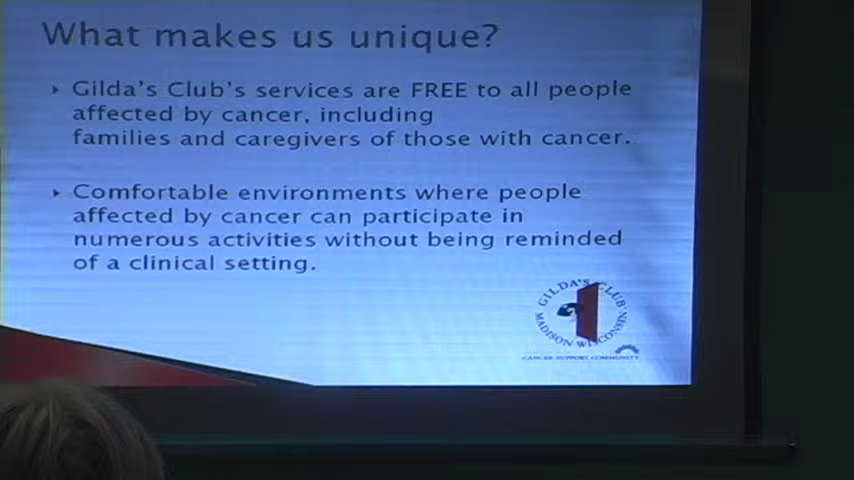 What makes us unique?
Gilda's Club's services are FREE to all people
affected by cancer, including
families and caregivers of those with cancer.
Comfortable environments where people
affected by cancer can participate in
numerous activities without being reminded
of a clinical setting.
GILDA'S CLUB
MADISON WISCONSIN
CANCER SUPPORT COMMUNITY